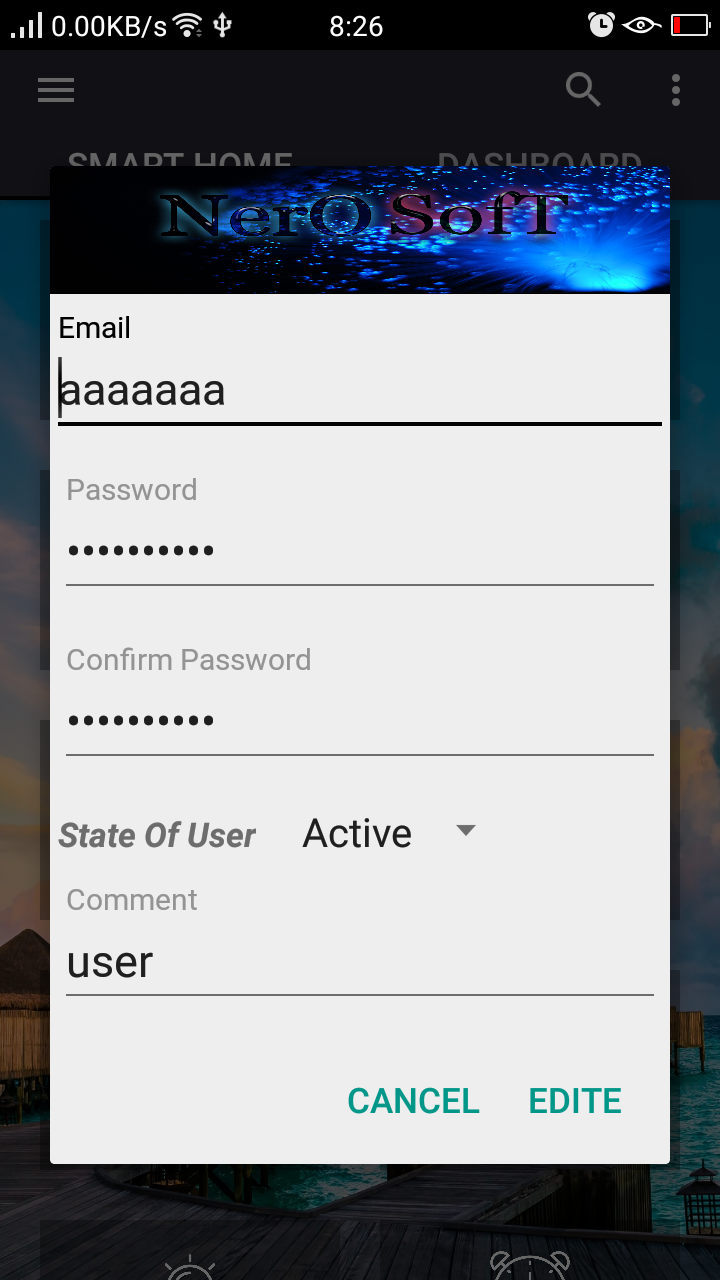 0.00KB/s 8:26
SMART HOME DASHBOARD
NerO SofT
Email
aaaaaaa
Password
••••••••••
Confirm Password
••••••••••
State Of User Active
Comment
user
CANCEL EDITE